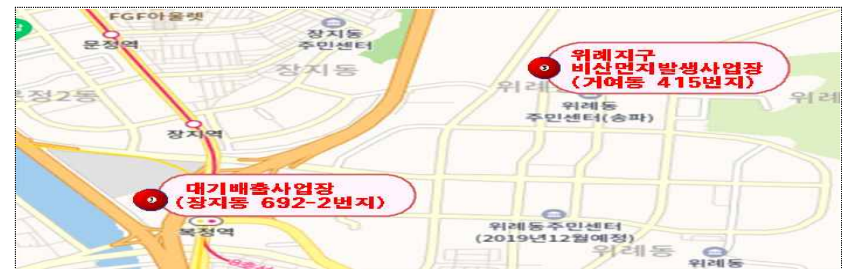 FGF아울렛
문정역
장지동
주민센터
장지동
문정2동
장지역
위례지구
비산먼지발생사업장
(거여동 415번지)
위례동
주민센터(송파)
위례
대기배출사업장
(장지동 692-2번지)
복정역
위례동주민센터
(2019년12월예정)
위례동
위례동